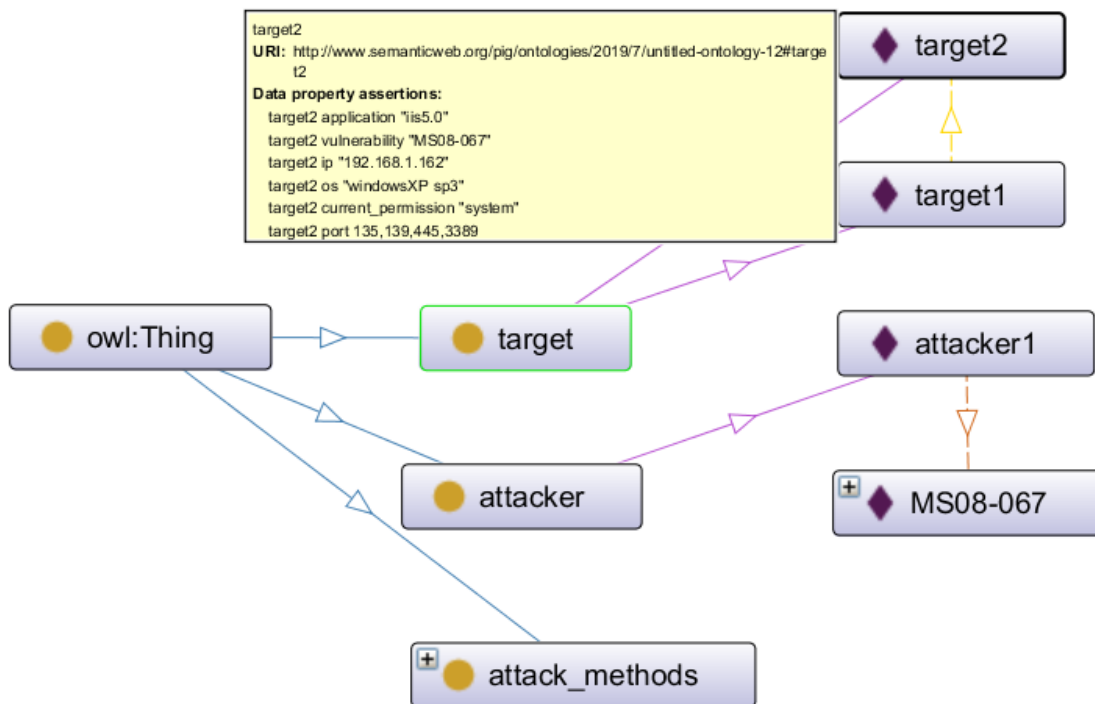 target2
URI: http://www.semanticweb.org/pig/ontologies/2019/7/untitled-ontology-12#targe
t2
Data property assertions:
target2 application "iis5.0"
target2 vulnerability "MS08-067"
target2 ip "192.168.1.162"
target2 os "windowsXP sp3"
target2 current_permission "system"
target2 port 135,139,445,3389
target2
target1
owl:Thing
target
attacker1
attacker
MS08-067
attack_methods